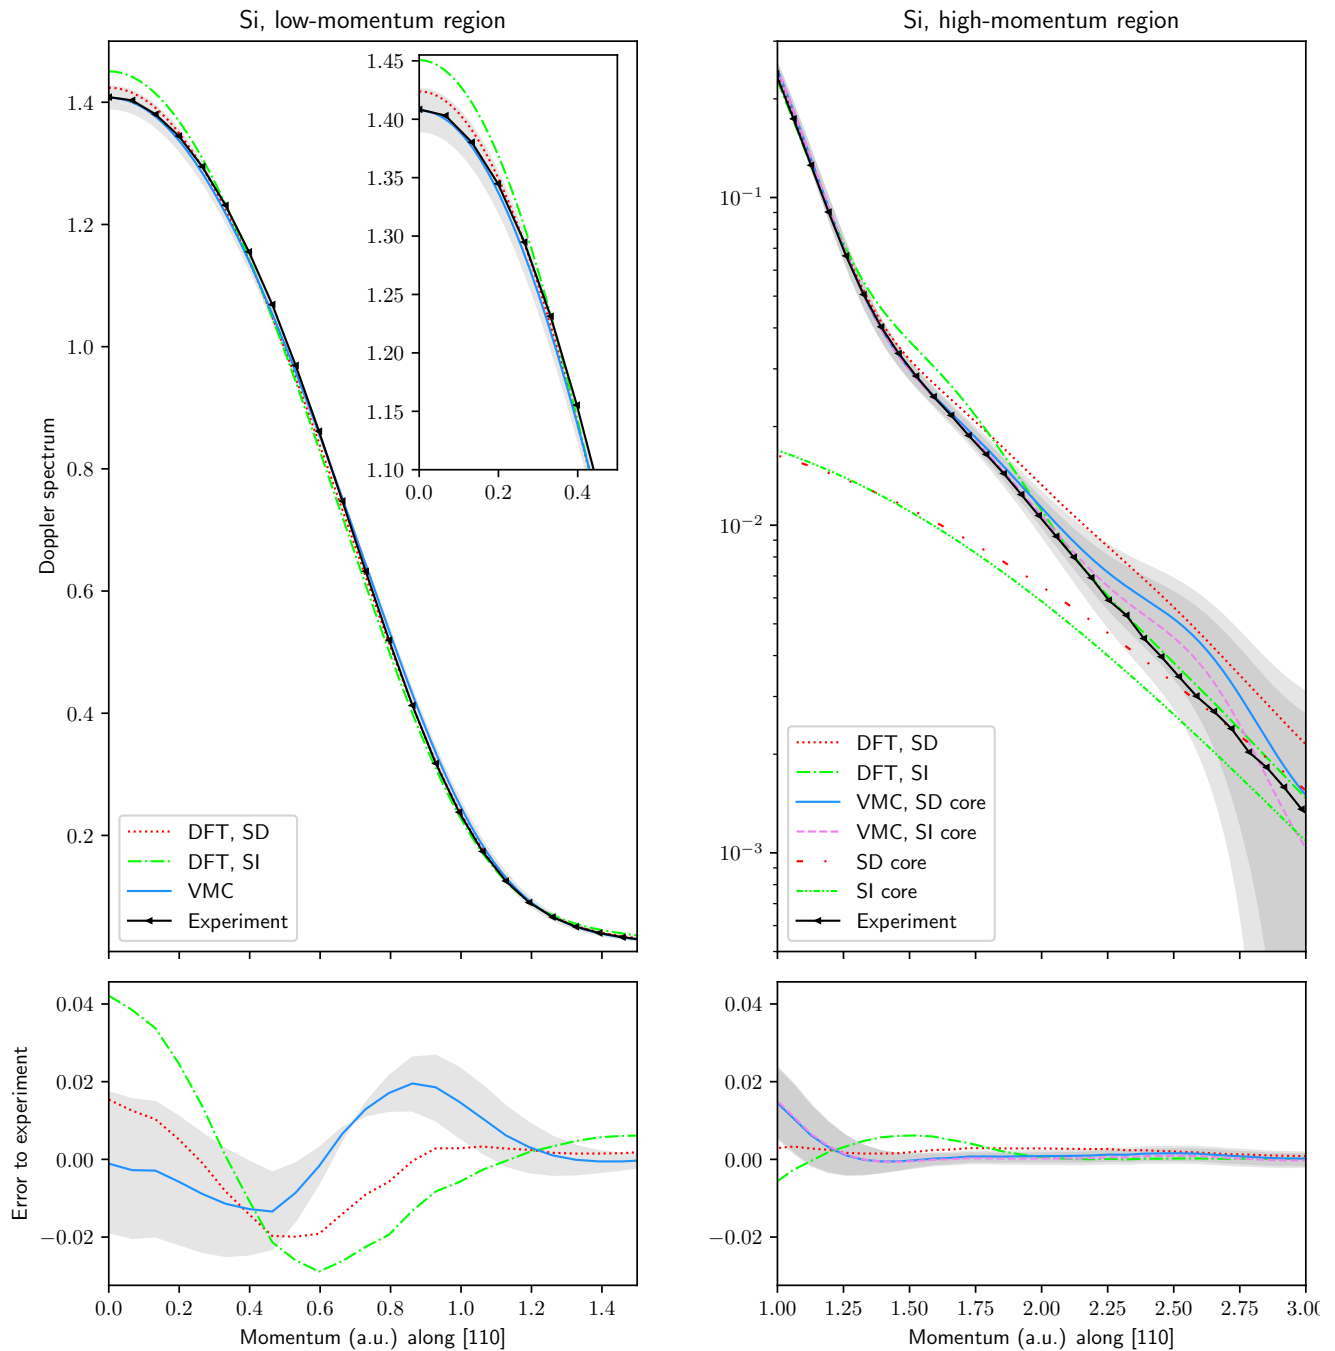 Si, low-momentum region
Doppler spectrum
1.4
1.2
1.0
0.8
0.6
0.4
0.2
1.45
1.40
1.35
1.30
1.25
1.20
1.15
1.10
0.0 0.2 0.4
DFT, SD
DFT, SI
VMC
Experiment
Error to experiment
0.04
0.02
0.00
−0.02
0.0 0.2 0.4 0.6 0.8 1.0 1.2 1.4
Momentum (a.u.) along [110]
Si, high-momentum region
10⁻¹
10⁻²
10⁻³
DFT, SD
DFT, SI
VMC, SD core
VMC, SI core
SD core
SI core
Experiment
0.04
0.02
0.00
−0.02
1.00 1.25 1.50 1.75 2.00 2.25 2.50 2.75 3.00
Momentum (a.u.) along [110]